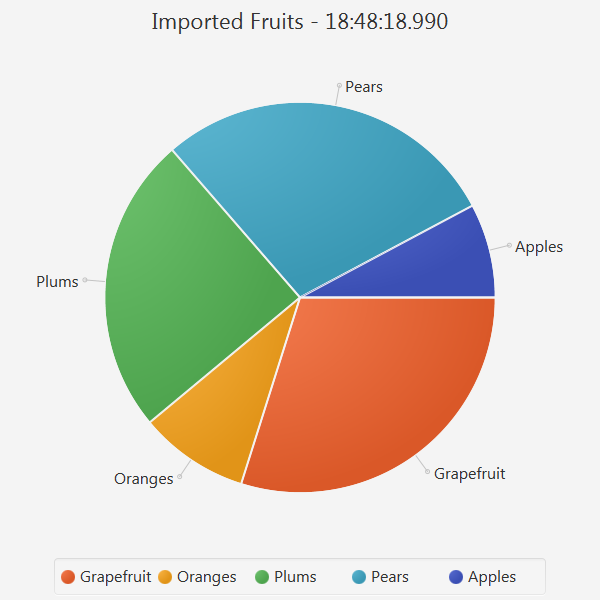 Imported Fruits - 18:48:18.990
Pears
Apples
Plums
Grapefruit
Oranges
Grapefruit Oranges Plums Pears Apples